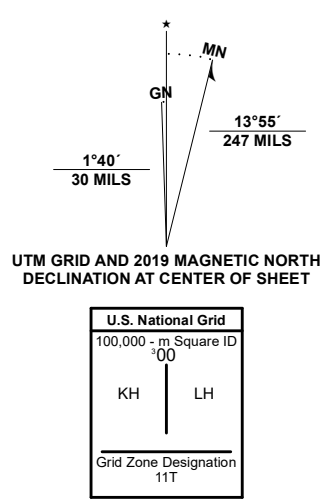 MN
GN
13°55´
247 MILS
1°40´
30 MILS
UTM GRID AND 2019 MAGNETIC NORTH
DECLINATION AT CENTER OF SHEET
U.S. National Grid
100,000 - m Square ID
³00
KH LH
Grid Zone Designation
11T